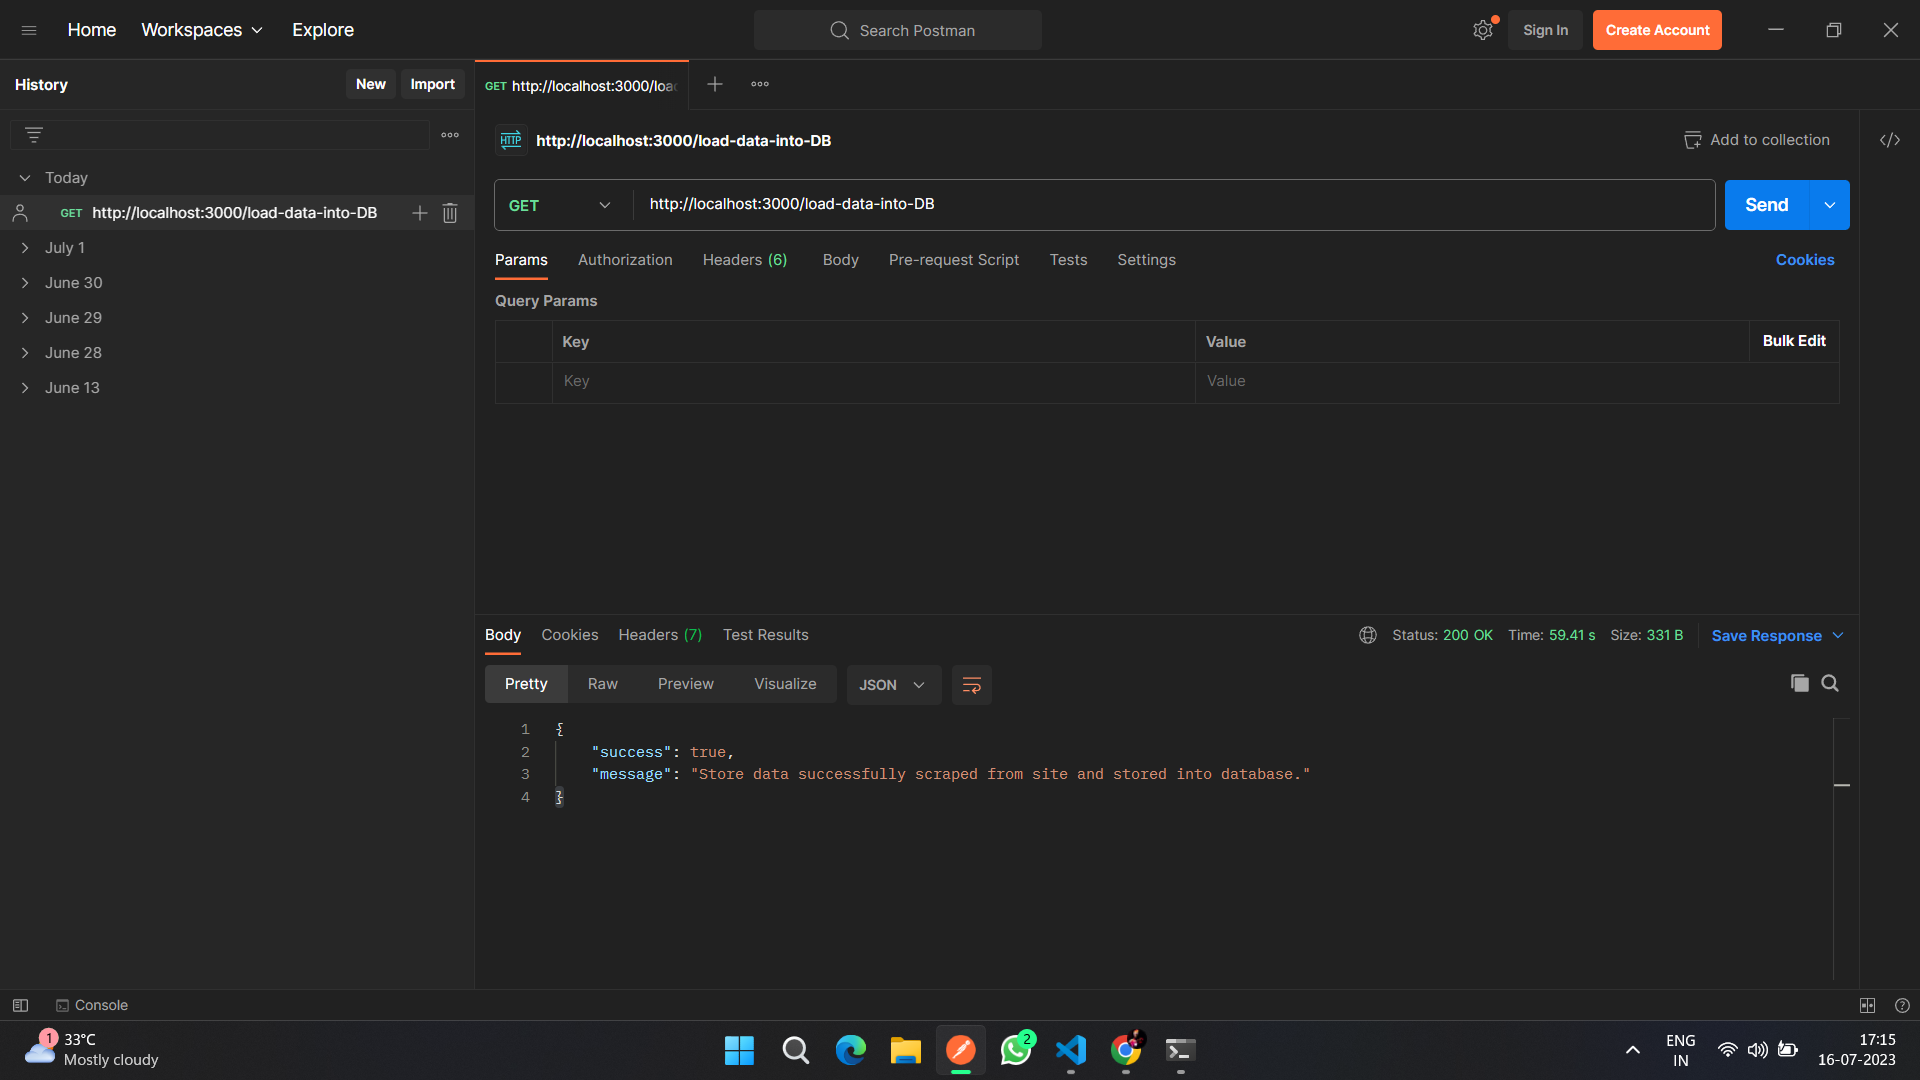 Home Workspaces Explore Search Postman Sign In Create Account
History New Import
GET http://localhost:3000/loa
HTTP http://localhost:3000/load-data-into-DB Add to collection </>
Today
GET http://localhost:3000/load-data-into-DB
July 1
June 30
June 29
June 28
June 13
GET http://localhost:3000/load-data-into-DB Send
Params Authorization Headers (6) Body Pre-request Script Tests Settings Cookies
Query Params
Key Value Bulk Edit
Key Value
Body Cookies Headers (7) Test Results Status: 200 OK Time: 59.41 s Size: 331 B Save Response
Pretty Raw Preview Visualize JSON
1 {
2 "success": true,
3 "message": "Store data successfully scraped from site and stored into database."
4 }
Console
1 33°C
Mostly cloudy
2
ENG
IN
17:15
16-07-2023